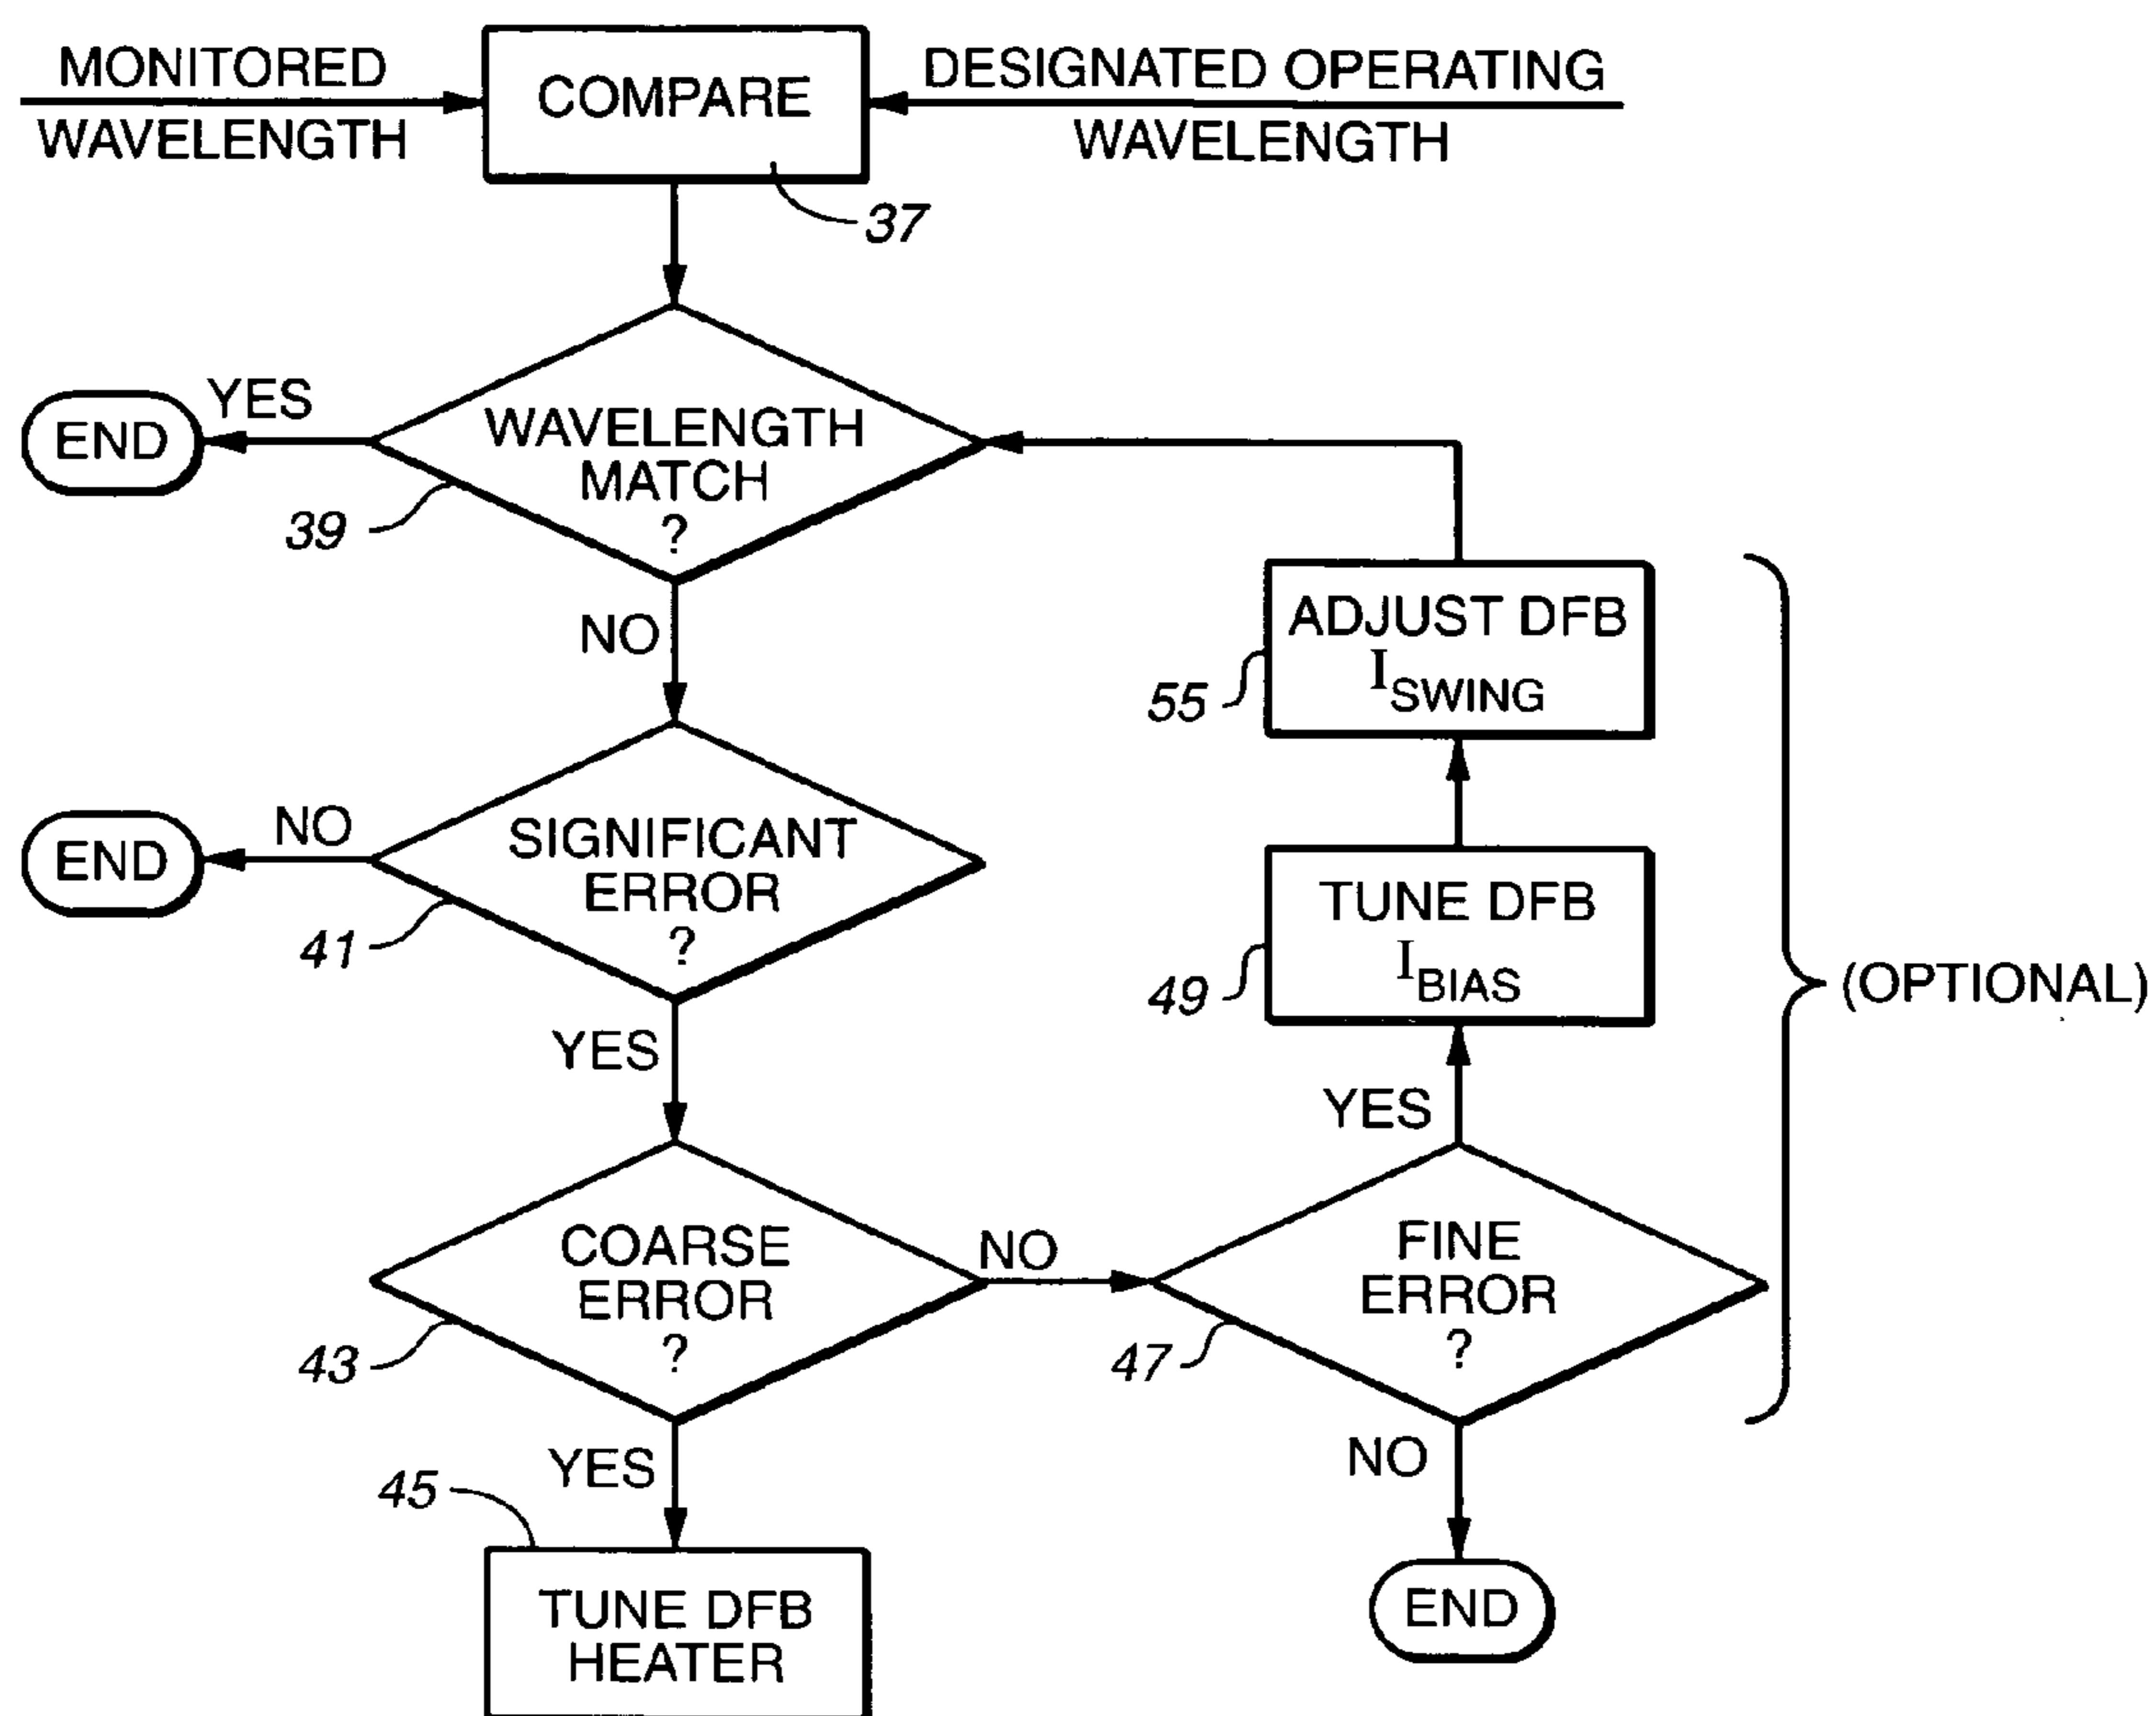 MONITORED
WAVELENGTH
COMPARE
DESIGNATED OPERATING
WAVELENGTH
37
YES
END
WAVELENGTH
MATCH
?
39
NO
ADJUST DFB
I SWING
55
NO
END
SIGNIFICANT
ERROR
?
41
TUNE DFB
I BIAS
49
(OPTIONAL)
YES
YES
COARSE
ERROR
?
43
NO
FINE
ERROR
?
47
YES
45
NO
TUNE DFB
HEATER
END